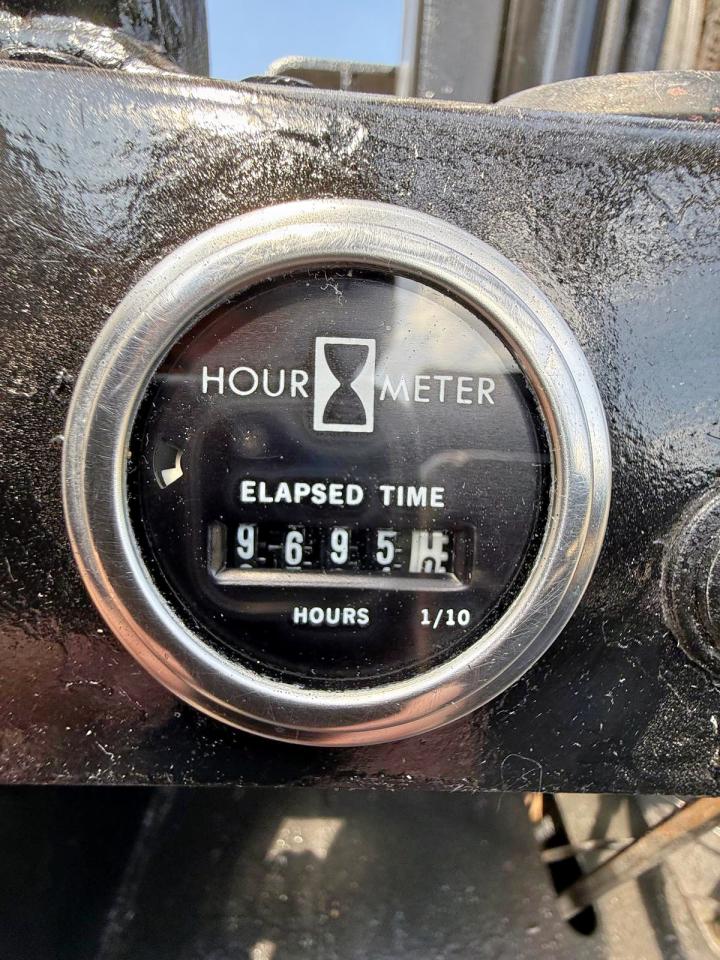 HOUR METER
ELAPSED TIME
9695
HOURS 1/10